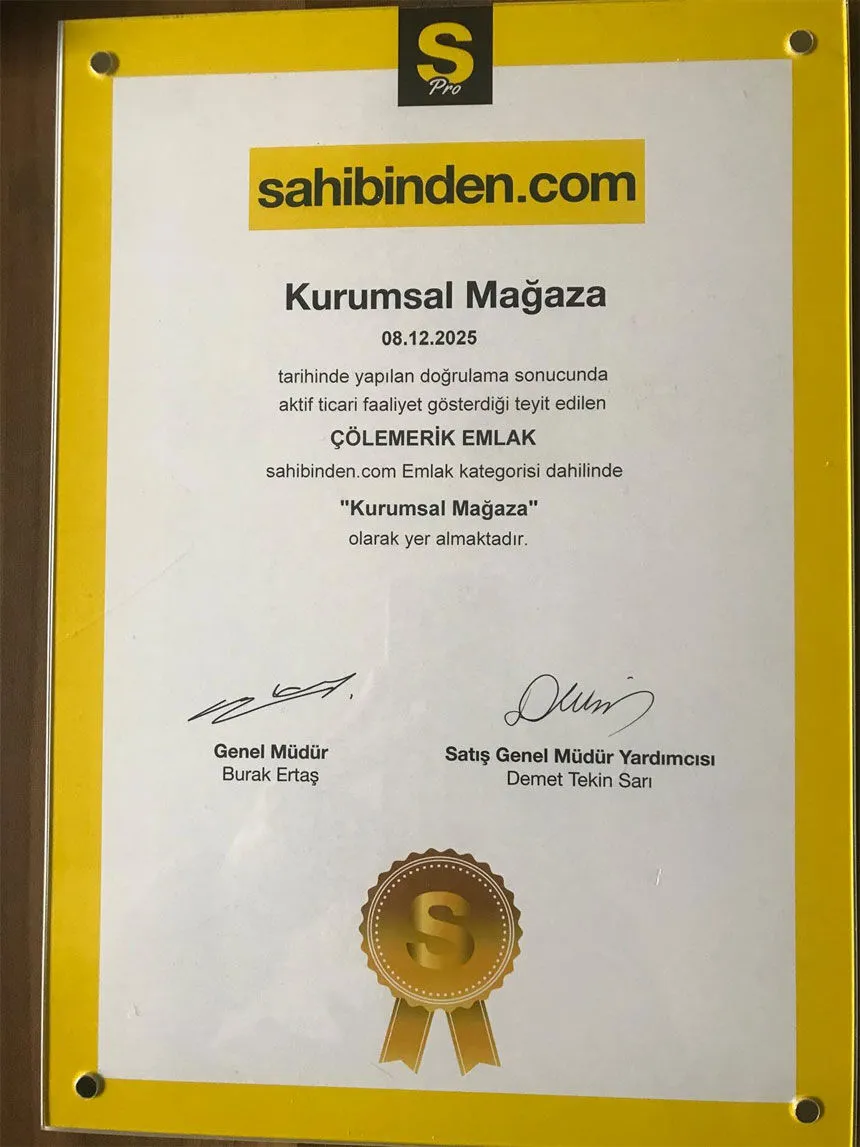 S
Pro
sahibinden.com
Kurumsal Mağaza
08.12.2025
tarihinde yapılan doğrulama sonucunda
aktif ticari faaliyet gösterdiği teyit edilen
ÇÖLEMERİK EMLAK
sahibinden.com Emlak kategorisi dahilinde
"Kurumsal Mağaza"
olarak yer almaktadır.
Genel Müdür
Burak Ertaş
Satış Genel Müdür Yardımcısı
Demet Tekin Sarı
S